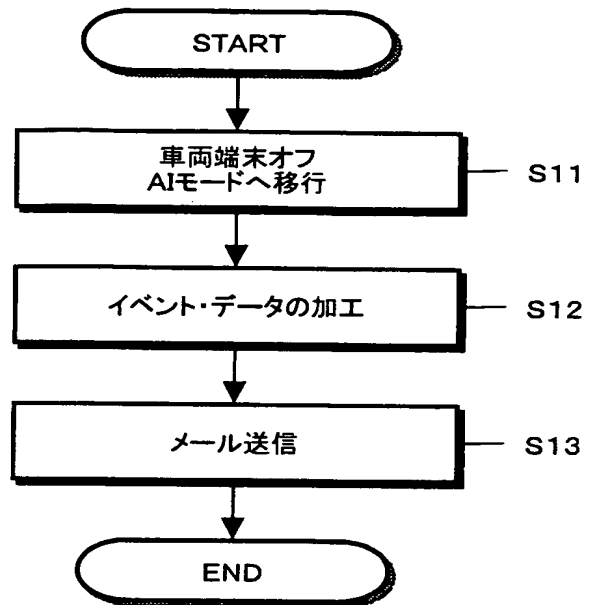 START
車両端末オフ
AIモードへ移行
S11
イベント・データの加工
S12
メール送信
S13
END